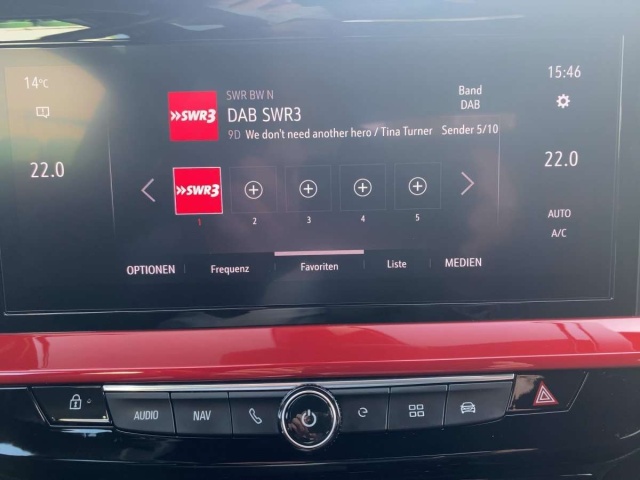 14°C
22.0
»SWR3
SWR BW N
DAB SWR3
9D We don't need another hero / Tina Turner Sender 5/10
Band
DAB
15:46
22.0
AUTO
A/C
»SWR3
1 2 3 4 5
OPTIONEN Frequenz Favoriten Liste MEDIEN
AUDIO NAV